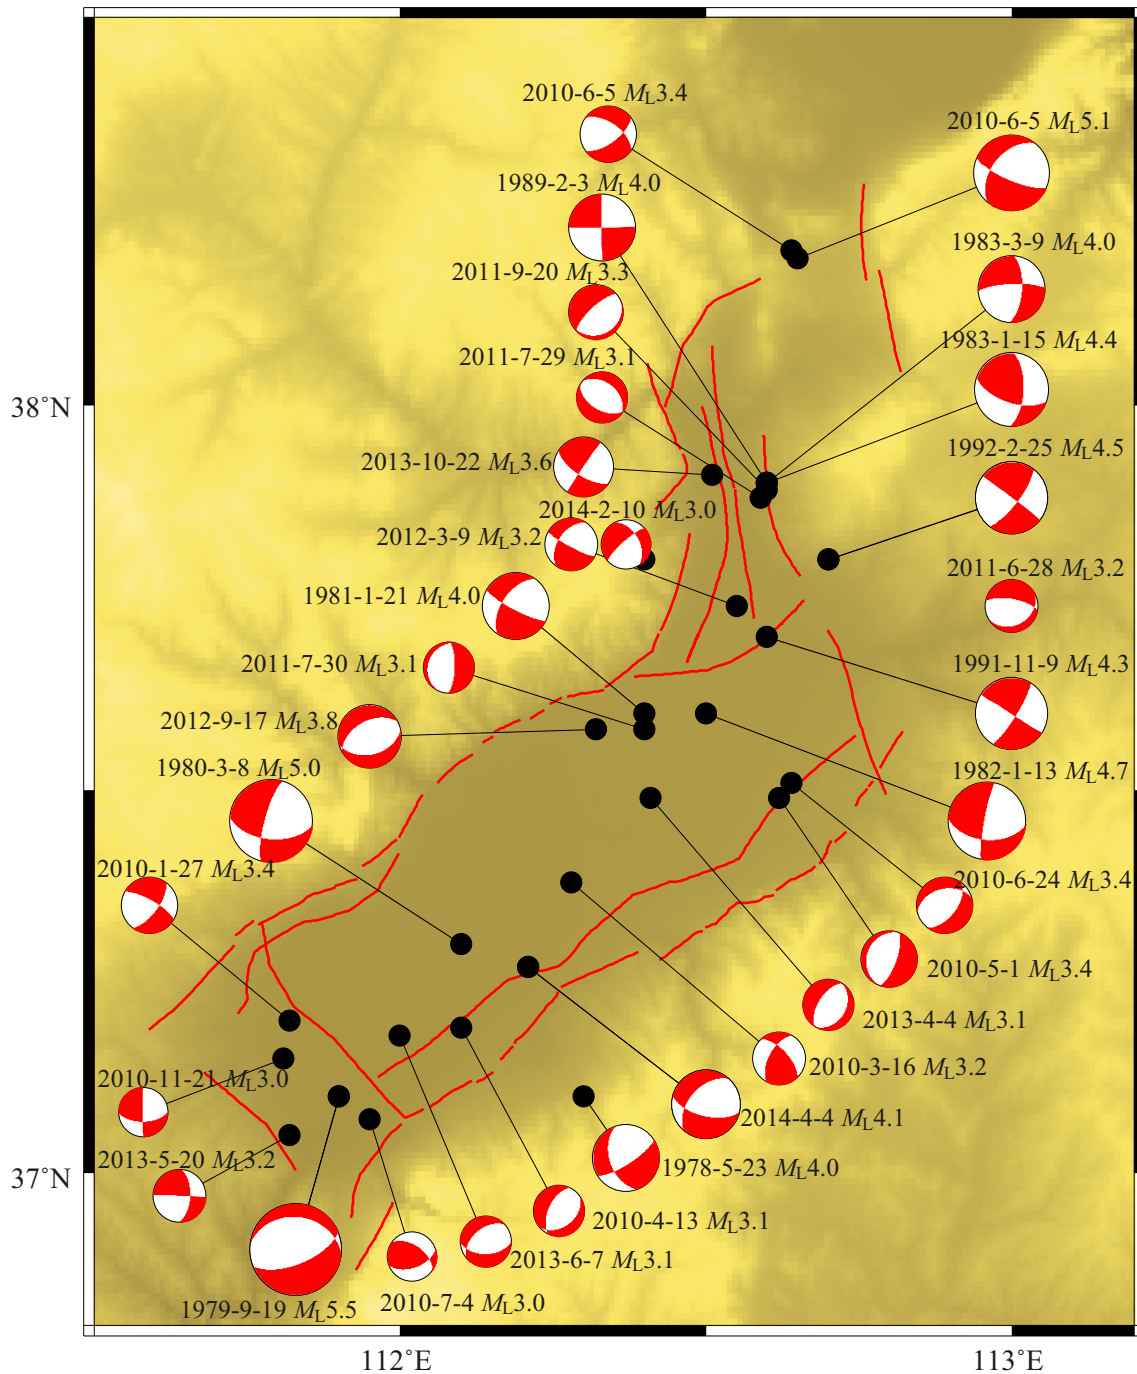 2010-6-5 ML3.4
2010-6-5 ML5.1
1989-2-3 ML4.0
1983-3-9 ML4.0
2011-9-20 ML3.3
1983-1-15 ML4.4
2011-7-29 ML3.1
38°N
1992-2-25 ML4.5
2013-10-22 ML3.6
2014-2-10 ML3.0
2012-3-9 ML3.2
2011-6-28 ML3.2
1981-1-21 ML4.0
2011-7-30 ML3.1
1991-11-9 ML4.3
2012-9-17 ML3.8
1980-3-8 ML5.0
1982-1-13 ML4.7
2010-1-27 ML3.4
2010-6-24 ML3.4
2010-5-1 ML3.4
2013-4-4 ML3.1
2010-3-16 ML3.2
2010-11-21 ML3.0
2014-4-4 ML4.1
2013-5-20 ML3.2
1978-5-23 ML4.0
37°N
2010-4-13 ML3.1
2013-6-7 ML3.1
2010-7-4 ML3.0
1979-9-19 ML5.5
112°E
113°E